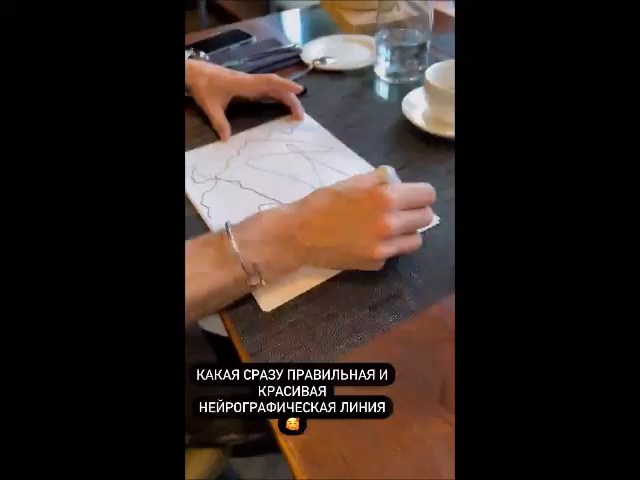 КАКАЯ СРАЗУ ПРАВИЛЬНАЯ И
КРАСИВАЯ
НЕЙРОГРАФИЧЕСКАЯ ЛИНИЯ
🥰